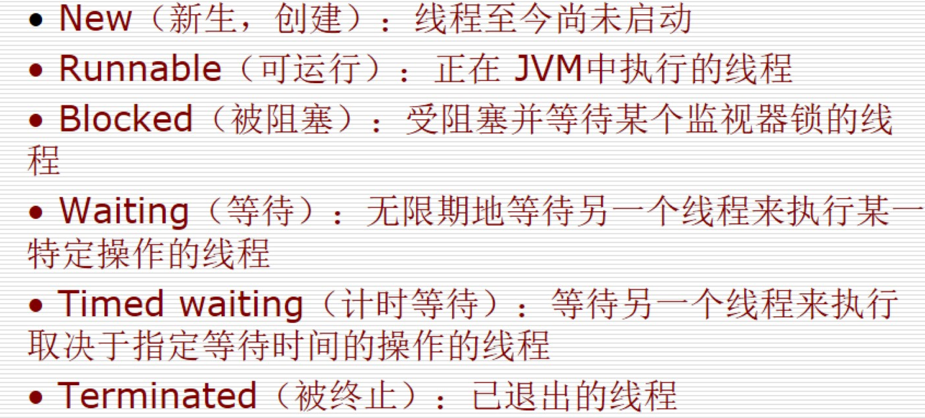 ● New（新生，创建）：线程至今尚未启动
● Runnable（可运行）：正在 JVM中执行的线程
● Blocked（被阻塞）：受阻塞并等待某个监视器锁的线
程
● Waiting（等待）：无限期地等待另一个线程来执行某一
特定操作的线程
● Timed waiting（计时等待）：等待另一个线程来执行
取决于指定等待时间的操作的线程
● Terminated（被终止）：已退出的线程